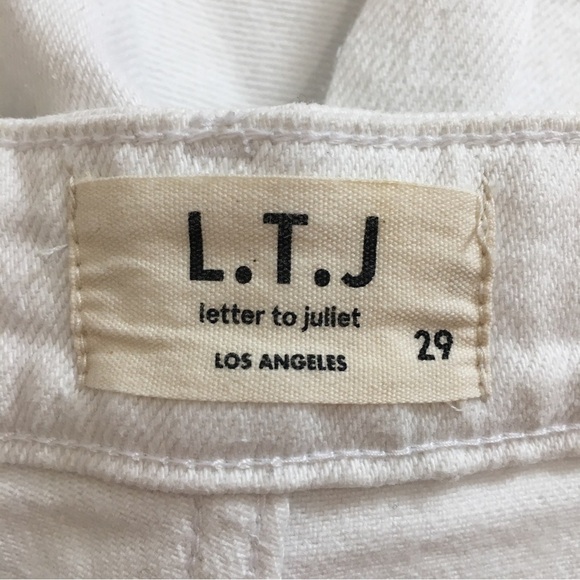 L.T.J
letter to juliet
LOS ANGELES
29